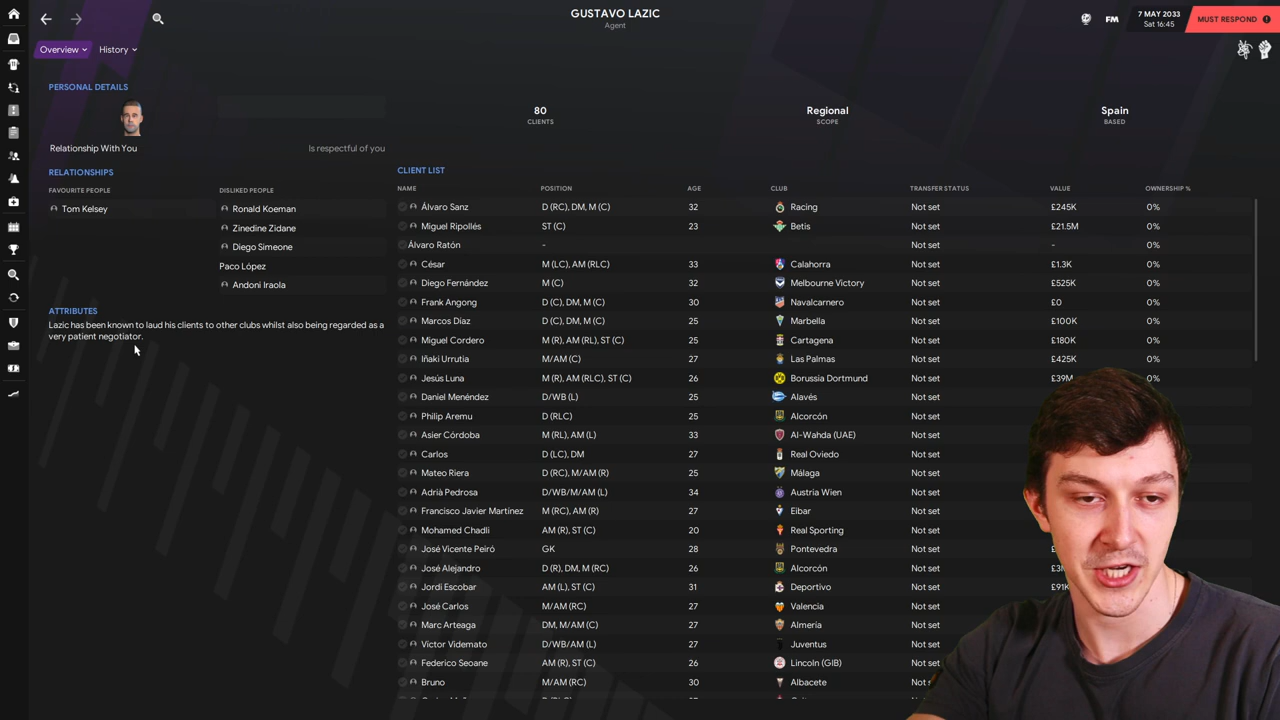 GUSTAVO LAZIC
Agent
FM
7 MAY 2033
Sat 16:45
MUST RESPOND
Overview
History
PERSONAL DETAILS
80
CLIENTS
Regional
SCOPE
Spain
BASED
Relationship With You
Is respectful of you
RELATIONSHIPS
FAVOURITE PEOPLE
DISLIKED PEOPLE
Tom Kelsey
Ronald Koeman
Zinedine Zidane
Diego Simeone
Paco López
Andoni Iraola
ATTRIBUTES
Lazic has been known to laud his clients to other clubs whilst also being regarded as a
very patient negotiator.
CLIENT LIST
NAME POSITION AGE CLUB TRANSFER STATUS VALUE OWNERSHIP %
Álvaro Sanz D (RC), DM, M (C) 32 Racing Not set £245K 0%
Miguel Ripollés ST (C) 23 Betis Not set £21.5M 0%
Álvaro Ratón - Not set - 0%
César M (LC), AM (RLC) 33 Calahorra Not set £1.3K 0%
Diego Fernández M (C) 32 Melbourne Victory Not set £525K 0%
Frank Angong D (C), DM, M (C) 30 Navalcarnero Not set £0 0%
Marcos Díaz D (C), DM, M (C) 25 Marbella Not set £100K 0%
Miguel Cordero M (R), AM (RL), ST (C) 25 Cartagena Not set £180K 0%
Iñaki Urrutia M/AM (C) 27 Las Palmas Not set £425K 0%
Jesús Luna M (R), AM (RLC), ST (C) 26 Borussia Dortmund Not set £39M 0%
Daniel Menéndez D/WB (L) 25 Alavés Not set
Philip Aremu D (RLC) 25 Alcorcón Not set
Asier Córdoba M (RL), AM (L) 33 Al-Wahda (UAE) Not set
Carlos D (LC), DM 27 Real Oviedo Not set
Mateo Riera D (RC), M/AM (R) 25 Málaga Not set
Adrià Pedrosa D/WB/M/AM (L) 34 Austria Wien Not set
Francisco Javier Martínez M (RC), AM (R) 27 Eibar Not set
Mohamed Chadli AM (R), ST (C) 20 Real Sporting Not set
José Vicente Peiró GK 28 Pontevedra Not set
José Alejandro D (R), DM, M (RC) 26 Alcorcón Not set
Jordi Escobar AM (L), ST (C) 31 Deportivo Not set
José Carlos M/AM (RC) 27 Valencia Not set
Marc Arteaga DM, M/AM (C) 27 Almería Not set
Víctor Videmato D/WB/AM (L) 27 Juventus Not set
Federico Seoane AM (R), ST (C) 26 Lincoln (GIB) Not set
Bruno M/AM (RC) 30 Albacete Not